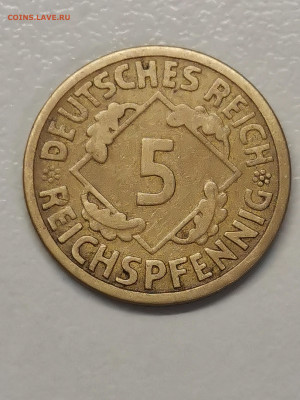 COINS.LAVE.RU
DEUTSCHES REICH
5
REICHSPFENNIG